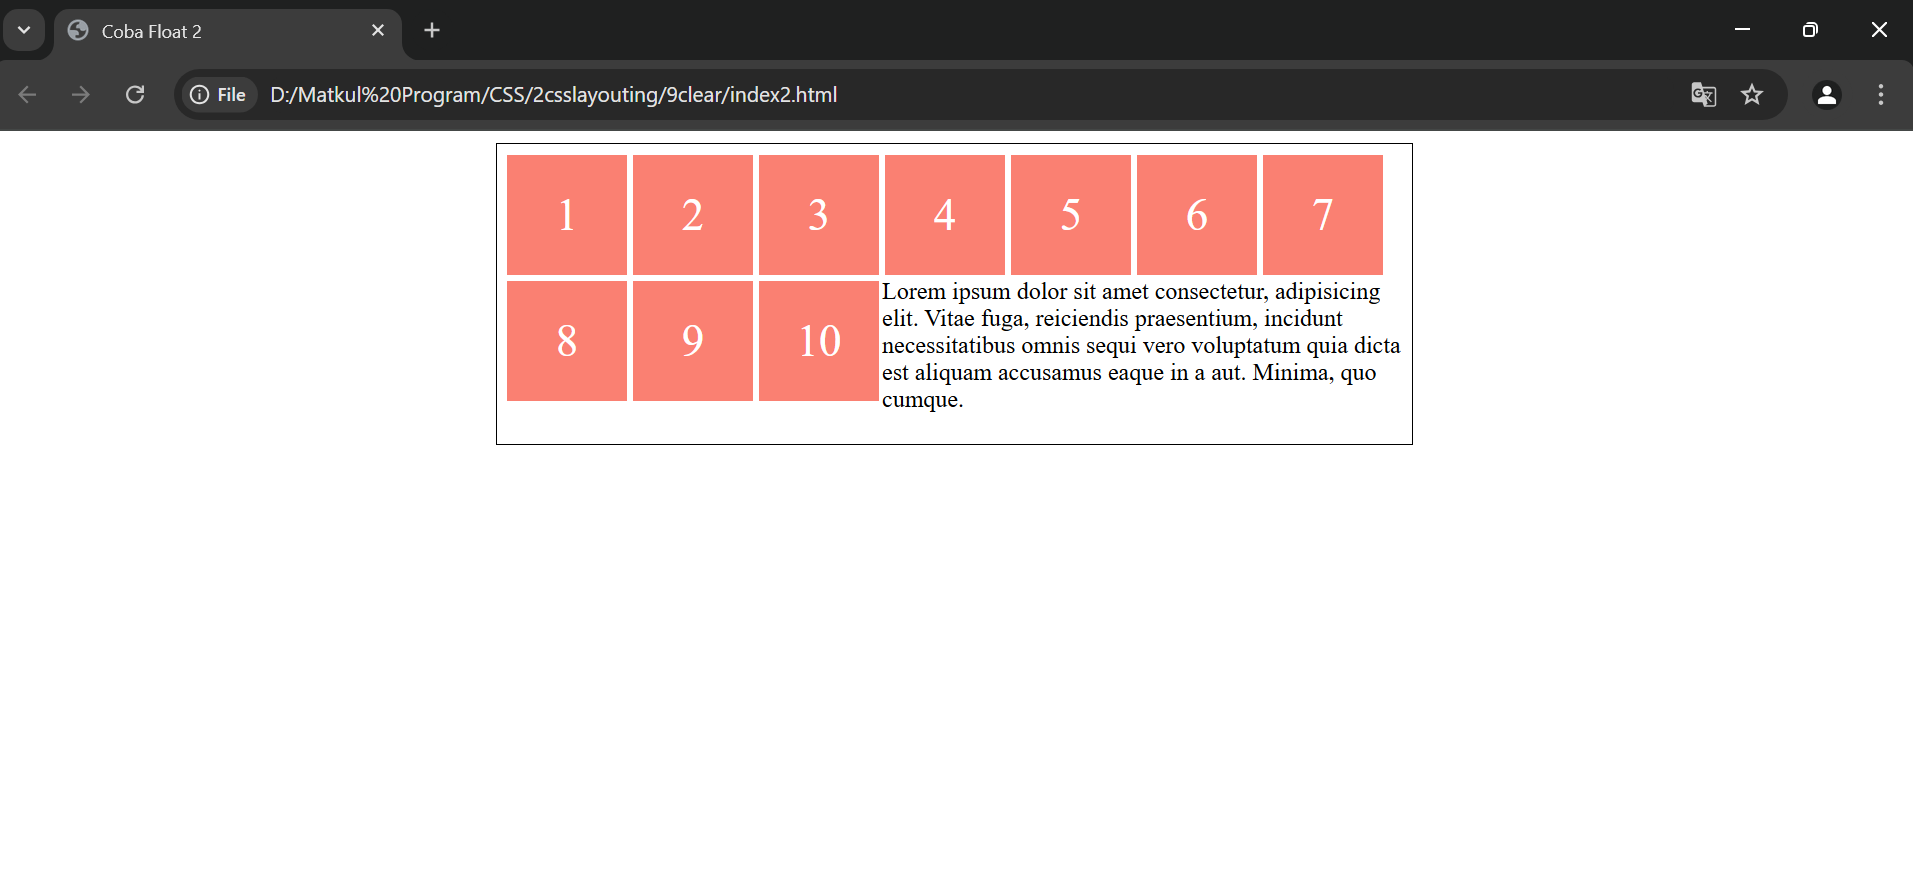 Coba Float 2
File
D:/Matkul%20Program/CSS/2csslayouting/9clear/index2.html
1 2 3 4 5 6 7
8 9 10
Lorem ipsum dolor sit amet consectetur, adipisicing
elit. Vitae fuga, reiciendis praesentium, incidunt
necessitatibus omnis sequi vero voluptatum quia dicta
est aliquam accusamus eaque in a aut. Minima, quo
cumque.